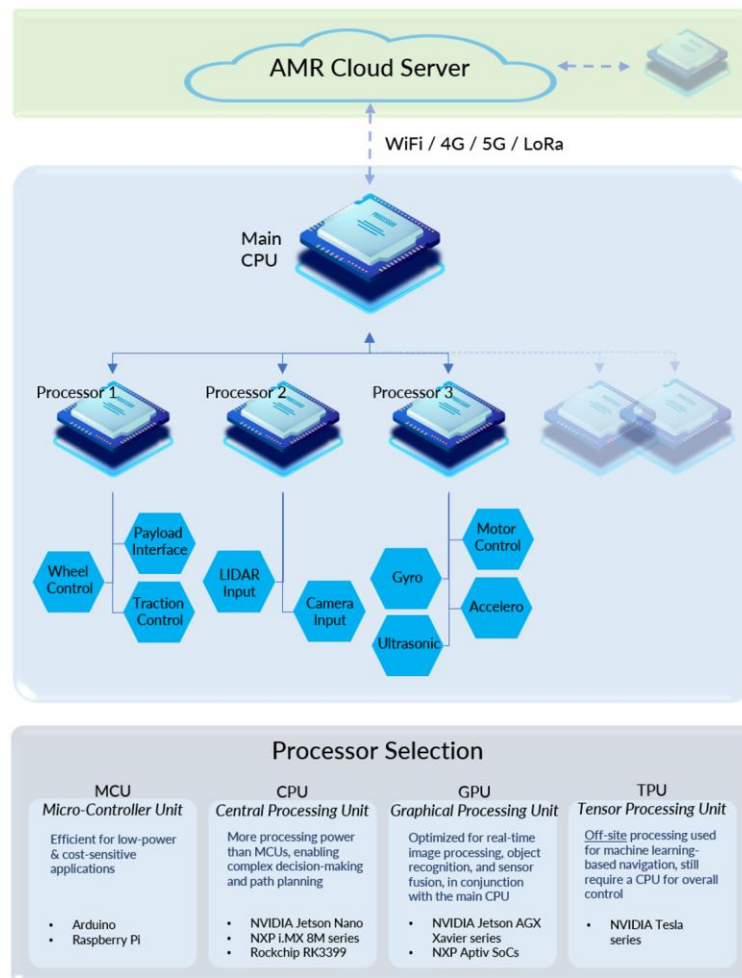 AMR Cloud Server
WiFi / 4G / 5G / LoRa
PROCESSOR
Main
CPU
Processor 1
Processor 2
Processor 3
Payload
Interface
Wheel
Control
Traction
Control
LIDAR
Input
Camera
Input
Motor
Control
Gyro
Accelero
Ultrasonic
Processor Selection
MCU
Micro-Controller Unit
Efficient for low-power
& cost-sensitive
applications
• Arduino
• Raspberry Pi
CPU
Central Processing Unit
More processing power
than MCUs, enabling
complex decision-making
and path planning
• NVIDIA Jetson Nano
• NXP i.MX 8M series
• Rockchip RK3399
GPU
Graphical Processing Unit
Optimized for real-time
image processing, object
recognition, and sensor
fusion, in conjunction
with the main CPU
• NVIDIA Jetson AGX
Xavier series
• NXP Aptiv SoCs
TPU
Tensor Processing Unit
Off-site processing used
for machine learning-
based navigation, still
require a CPU for overall
control
• NVIDIA Tesla
series